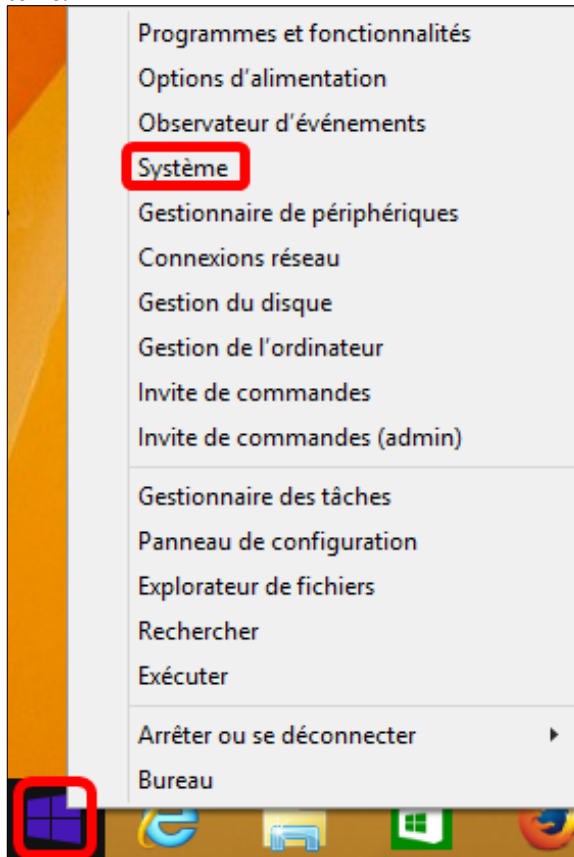 Programmes et fonctionnalités
Options d'alimentation
Observateur d'événements
Système
Gestionnaire de périphériques
Connexions réseau
Gestion du disque
Gestion de l'ordinateur
Invite de commandes
Invite de commandes (admin)
Gestionnaire des tâches
Panneau de configuration
Explorateur de fichiers
Rechercher
Exécuter
Arrêter ou se déconnecter
Bureau